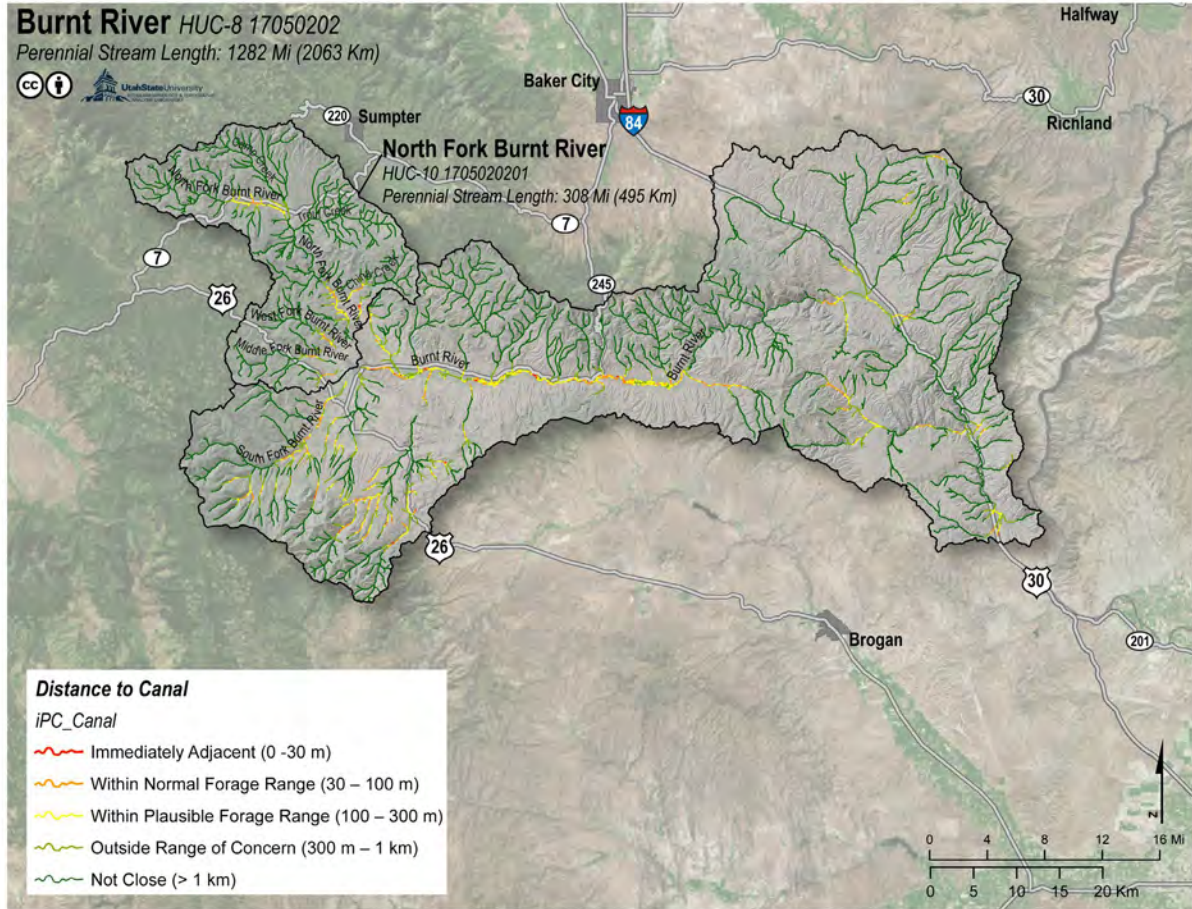 Burnt River HUC-8 17050202
Perennial Stream Length: 1282 Mi (2063 Km)
cc
UtahStateUniversity
Halfway
Baker City
30
Richland
84
220
Sumpter
North Fork Burnt River
HUC-10 1705020201
Perennial Stream Length: 308 Mi (495 Km)
Camp Creek
North Fork Burnt River
Trout Creek
7
7
245
26
North Fork Burnt River
China Creek
West Fork Burnt River
Middle Fork Burnt River
Burnt River
Burnt River
South Fork Burnt River
26
30
Brogan
201
Distance to Canal
iPC_Canal
Immediately Adjacent (0 -30 m)
Within Normal Forage Range (30 – 100 m)
Within Plausible Forage Range (100 – 300 m)
Outside Range of Concern (300 m – 1 km)
Not Close (> 1 km)
N
0 4 8 12 16 Mi
0 5 10 15 20 Km